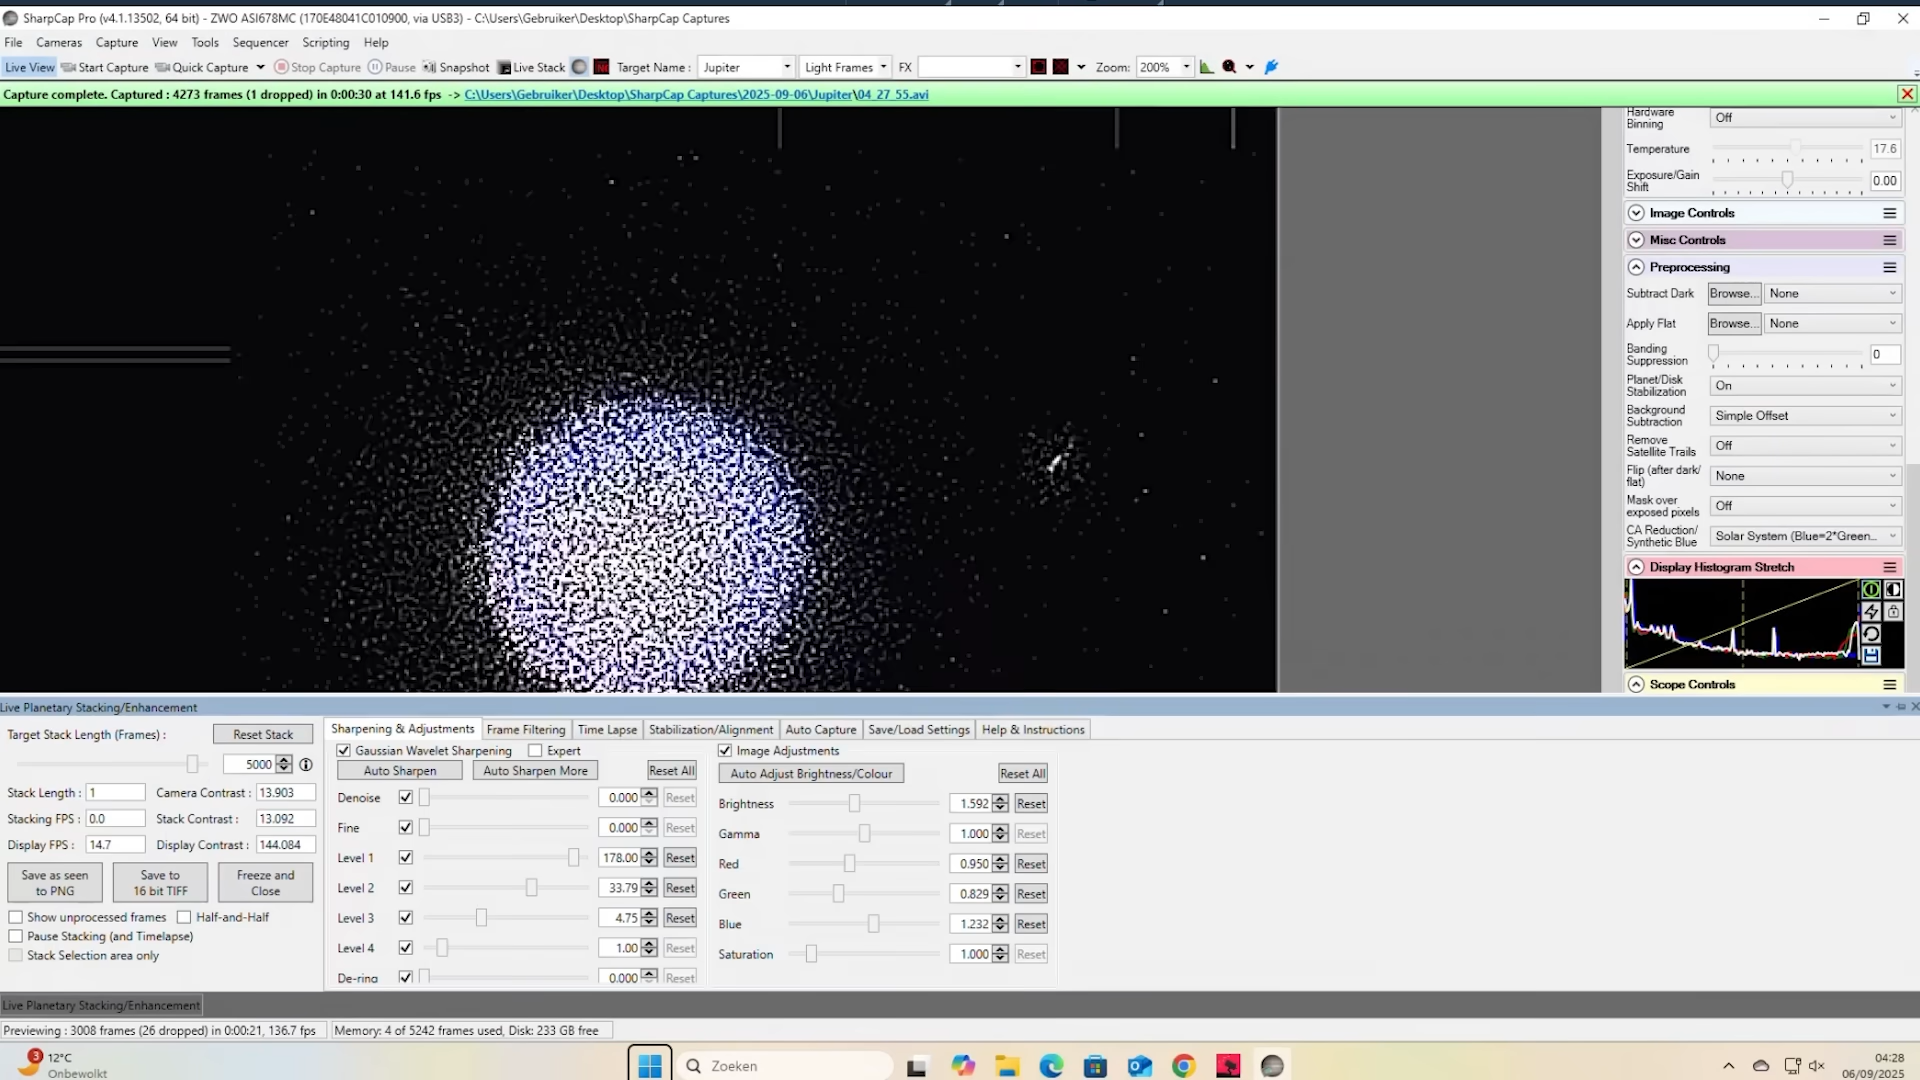 SharpCap Pro (v4.1.13502, 64 bit) - ZWO ASI678MC (170E48041C010900, via USB3) - C:\Users\Gebruiker\Desktop\SharpCap Captures
File Cameras Capture View Tools Sequencer Scripting Help
Live View Start Capture Quick Capture Stop Capture Pause Snapshot Live Stack Target Name : Jupiter Light Frames FX Zoom: 200%
Capture complete. Captured : 4273 frames (1 dropped) in 0:00:30 at 141.6 fps -> C:\Users\Gebruiker\Desktop\SharpCap Captures\2025-09-06\Jupiter\04_27_55.avi
Hardware Binning Off
Temperature 17.6
Exposure/Gain Shift 0.00
Image Controls
Misc Controls
Preprocessing
Subtract Dark Browse... None
Apply Flat Browse... None
Banding Suppression 0
Planet/Disk Stabilization On
Background Subtraction Simple Offset
Remove Satellite Trails Off
Flip (after dark/flat) None
Mask over exposed pixels Off
CA Reduction/Synthetic Blue Solar System (Blue=2*Green...
Display Histogram Stretch
Scope Controls
Live Planetary Stacking/Enhancement
Target Stack Length (Frames) : Reset Stack
5000
Stack Length : 1 Camera Contrast : 13.903
Stacking FPS : 0.0 Stack Contrast : 13.092
Display FPS : 14.7 Display Contrast : 144.084
Save as seen to PNG Save to 16 bit TIFF Freeze and Close
Show unprocessed frames Half-and-Half
Pause Stacking (and Timelapse)
Stack Selection area only
Sharpening & Adjustments Frame Filtering Time Lapse Stabilization/Alignment Auto Capture Save/Load Settings Help & Instructions
Gaussian Wavelet Sharpening Expert
Auto Sharpen Auto Sharpen More Reset All
Denoise 0.000 Reset
Fine 0.000 Reset
Level 1 178.00 Reset
Level 2 33.79 Reset
Level 3 4.75 Reset
Level 4 1.00 Reset
De-ring 0.000 Reset
Image Adjustments
Auto Adjust Brightness/Colour Reset All
Brightness 1.592 Reset
Gamma 1.000 Reset
Red 0.950 Reset
Green 0.829 Reset
Blue 1.232 Reset
Saturation 1.000 Reset
Live Planetary Stacking/Enhancement
Previewing : 3008 frames (26 dropped) in 0:00:21, 136.7 fps Memory: 4 of 5242 frames used, Disk: 233 GB free
3 12°C
Onbewolkt
Zoeken
04:28
06/09/2025